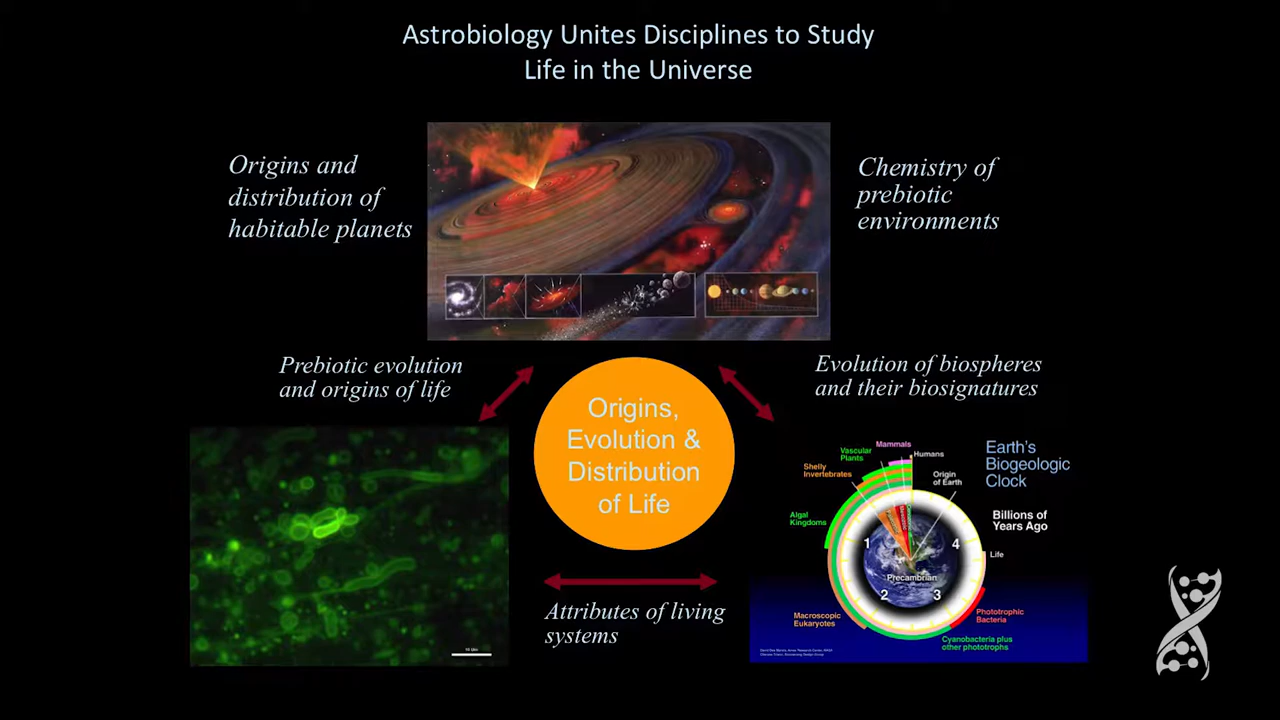 Astrobiology Unites Disciplines to Study
Life in the Universe
Origins and
distribution of
habitable planets
Chemistry of
prebiotic
environments
Prebiotic evolution
and origins of life
Evolution of biospheres
and their biosignatures
Origins,
Evolution &
Distribution
of Life
Attributes of living
systems
Earth's
Biogeologic
Clock
Billions of
Years Ago
Mammals
Humans
Vascular
Plants
Origin
of Earth
Shelly
Invertebrates
Algal
Kingdoms
1
4
Life
Precambrian
2
3
Macroscopic
Eukaryotes
Phototrophic
Bacteria
Cyanobacteria plus
other phototrophs